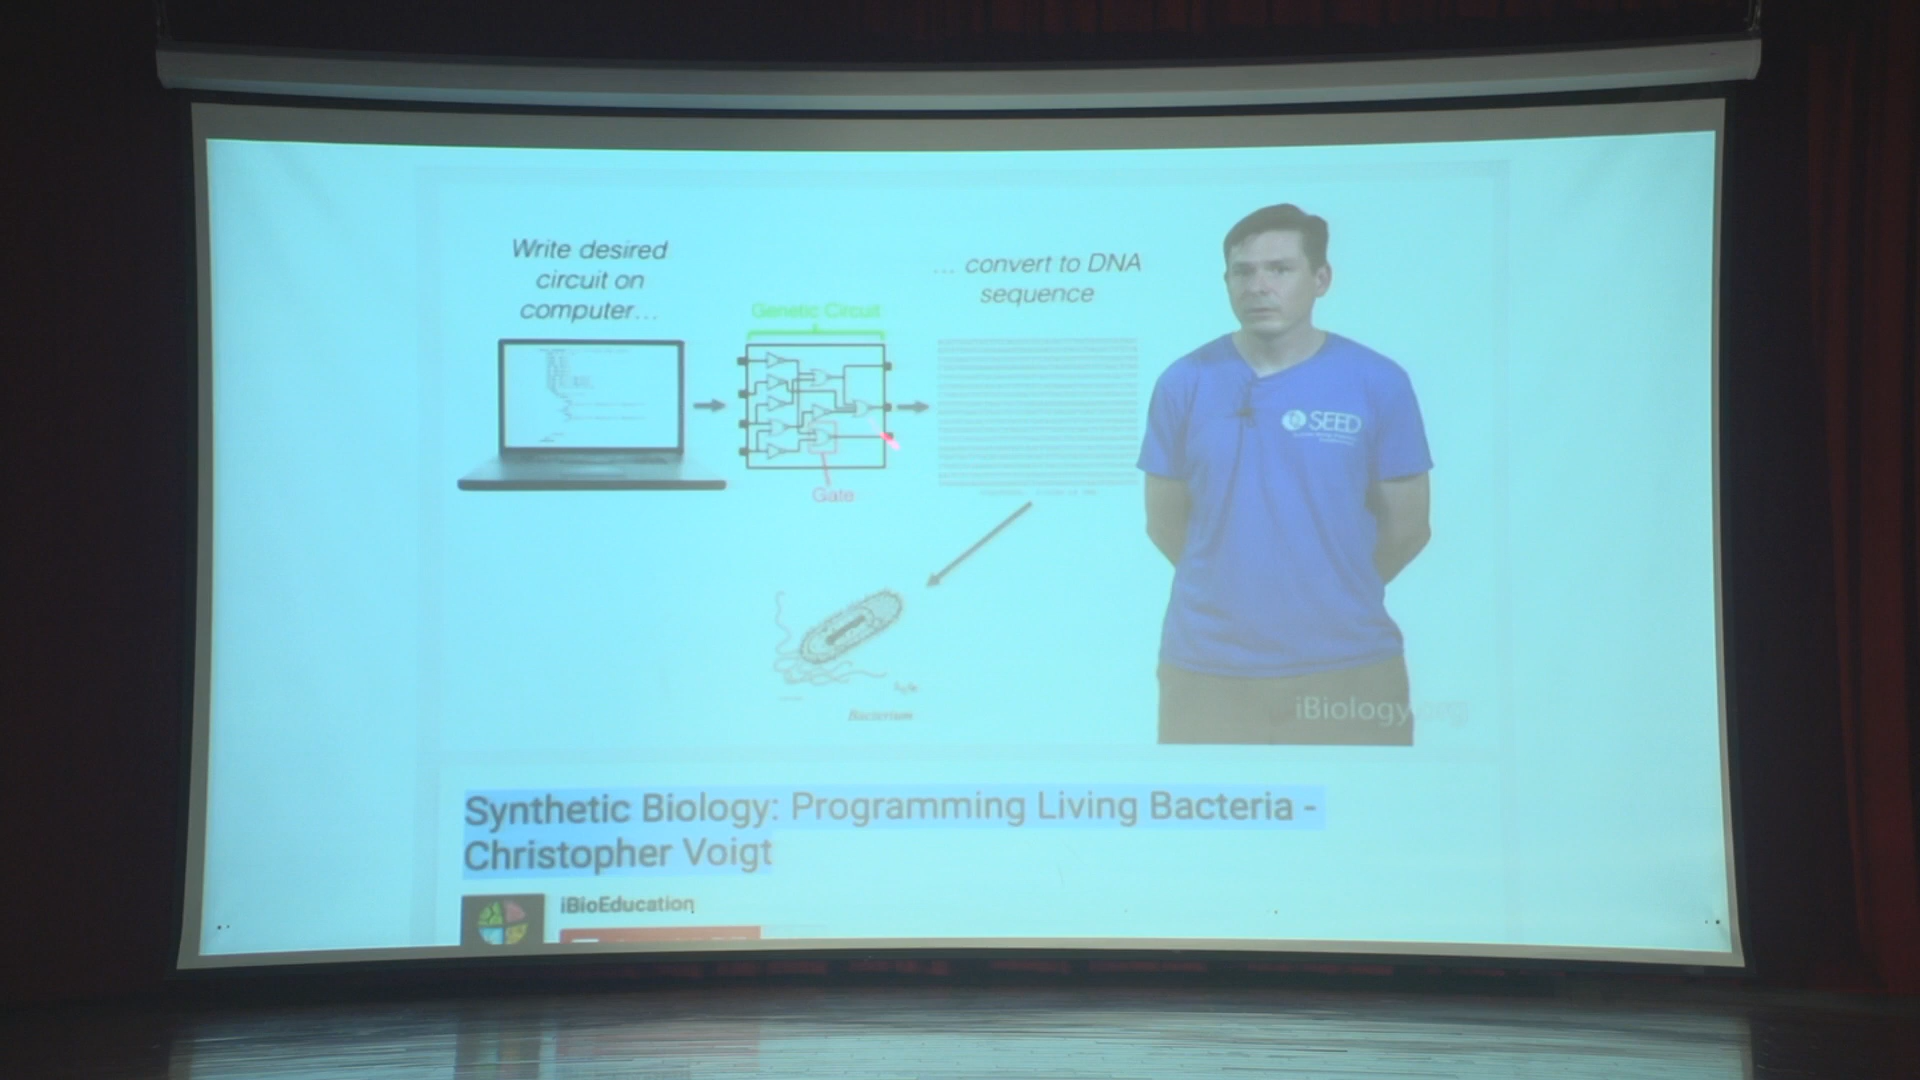 Write desired
circuit on
computer...
Genetic Circuit
Gate
... convert to DNA
sequence
SEED
Bacterium
iBiology.org
Synthetic Biology: Programming Living Bacteria -
Christopher Voigt
iBioEducation